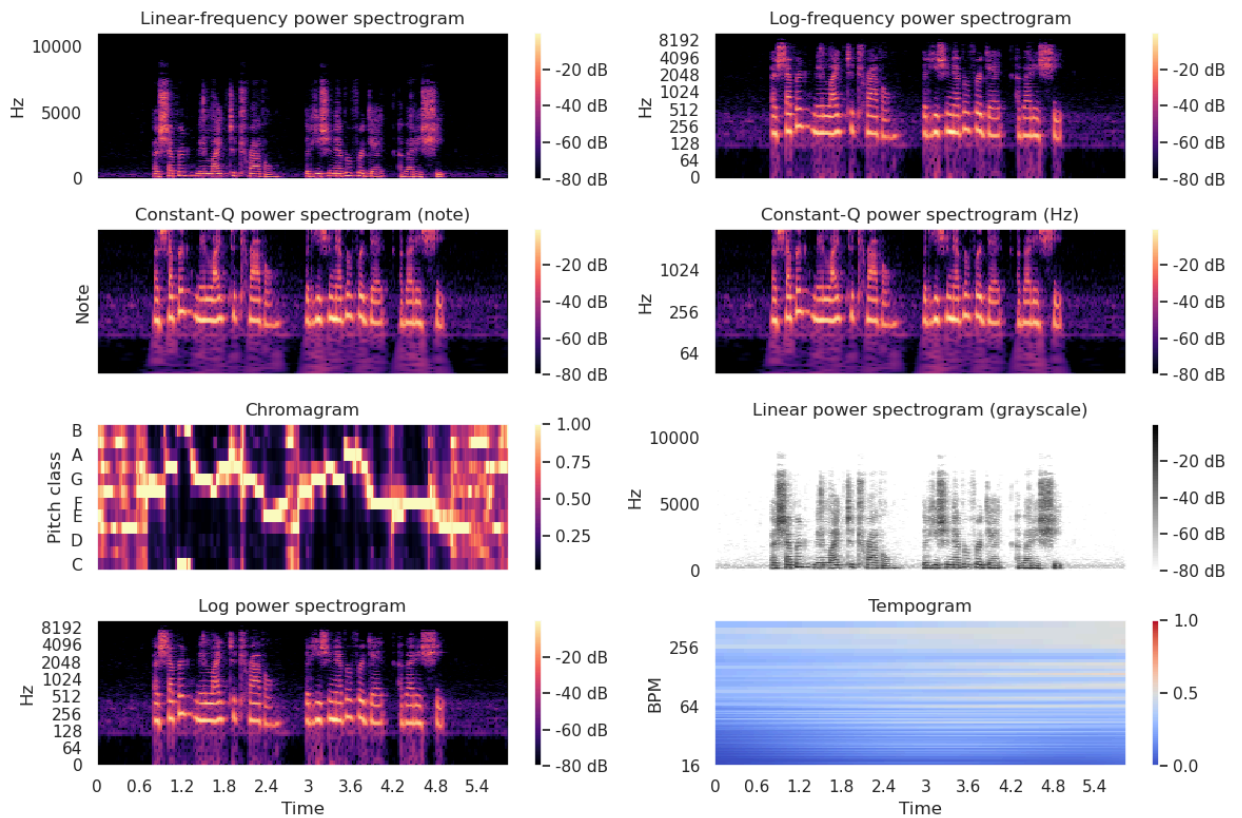 Linear-frequency power spectrogram
10000
5000
0
Hz
-20 dB
-40 dB
-60 dB
-80 dB
Log-frequency power spectrogram
8192
4096
2048
1024
512
256
128
64
0
Hz
-20 dB
-40 dB
-60 dB
-80 dB
Constant-Q power spectrogram (note)
Note
-20 dB
-40 dB
-60 dB
-80 dB
Constant-Q power spectrogram (Hz)
1024
256
64
Hz
-20 dB
-40 dB
-60 dB
-80 dB
Chromagram
B
A
G
F
E
D
C
Pitch class
1.00
0.75
0.50
0.25
Linear power spectrogram (grayscale)
10000
5000
0
Hz
-20 dB
-40 dB
-60 dB
-80 dB
Log power spectrogram
8192
4096
2048
1024
512
256
128
64
0
Hz
-20 dB
-40 dB
-60 dB
-80 dB
0 0.6 1.2 1.8 2.4 3 3.6 4.2 4.8 5.4
Time
Tempogram
256
64
16
BPM
1.0
0.5
0.0
0 0.6 1.2 1.8 2.4 3 3.6 4.2 4.8 5.4
Time